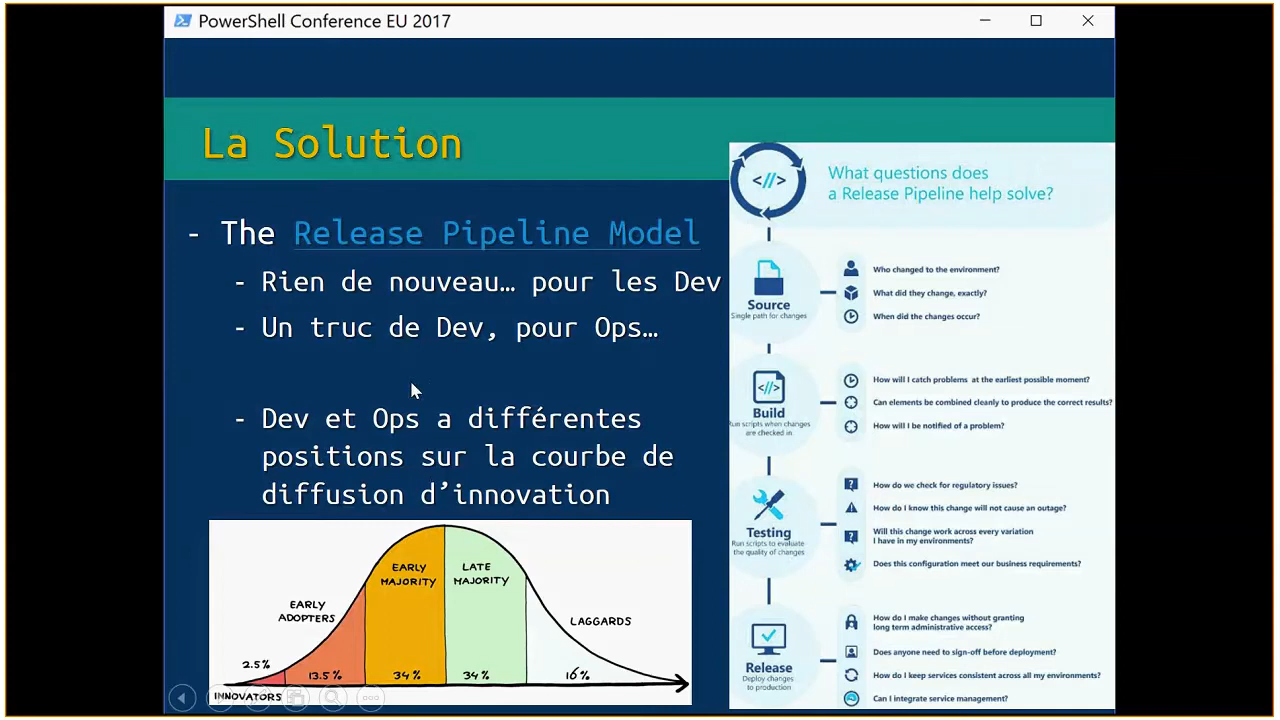 PowerShell Conference EU 2017
La Solution
- The Release Pipeline Model
- Rien de nouveau… pour les Dev
- Un truc de Dev, pour Ops…
- Dev et Ops a différentes
positions sur la courbe de
diffusion d’innovation
EARLY
MAJORITY
LATE
MAJORITY
EARLY
ADOPTERS
LAGGARDS
2.5%
13.5%
34%
34%
16%
INNOVATORS
</>
What questions does
a Release Pipeline help solve?
Source
Single path for changes
Who changed to the environment?
What did they change, exactly?
When did the changes occur?
</>
Build
Run scripts when changes
are checked in
How will I catch problems at the earliest possible moment?
Can elements be combined cleanly to produce the correct results?
How will I be notified of a problem?
Testing
Run scripts to evaluate
the quality of changes
How do we check for regulatory issues?
How do I know this change will not cause an outage?
Will this change work across every variation
I have in my environments?
Does this configuration meet our business requirements?
Release
Deploy changes
to production
How do I make changes without granting
long term administrative access?
Does anyone need to sign-off before deployment?
How do I keep services consistent across all my environments?
Can I integrate service management?